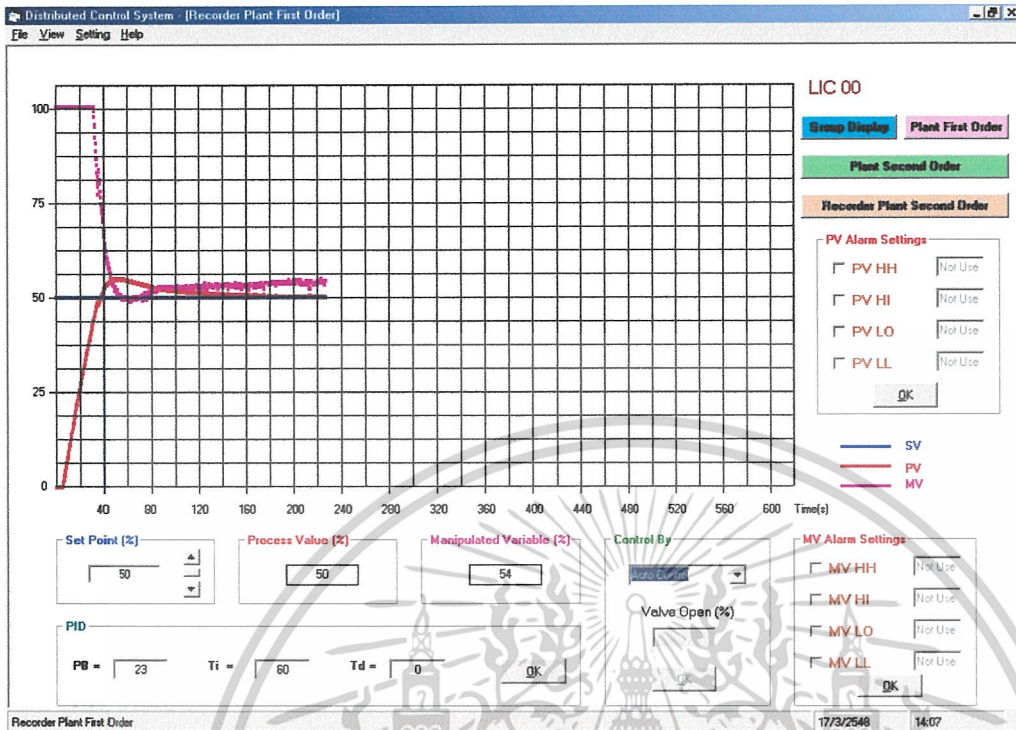 Distributed Control System - [Recorder Plant First Order]
File View Setting Help
LIC 00
Group Display Plant First Order
Plant Second Order
Recorder Plant Second Order
PV Alarm Settings
PV HH Not Use
PV HI Not Use
PV LO Not Use
PV LL Not Use
OK
100
75
50
25
0
40 80 120 160 200 240 280 320 360 400 440 480 520 560 600 Time(s)
SV
PV
MV
Set Point (%)
50
Process Value (%)
50
Manipulated Variable (%)
54
Control By
Auto Control
Valve Open (%)
OK
MV Alarm Settings
MV HH Not Use
MV HI Not Use
MV LO Not Use
MV LL Not Use
OK
PID
PB = 23 Ti = 60 Td = 0 OK
Recorder Plant First Order 17/3/2548 14:07